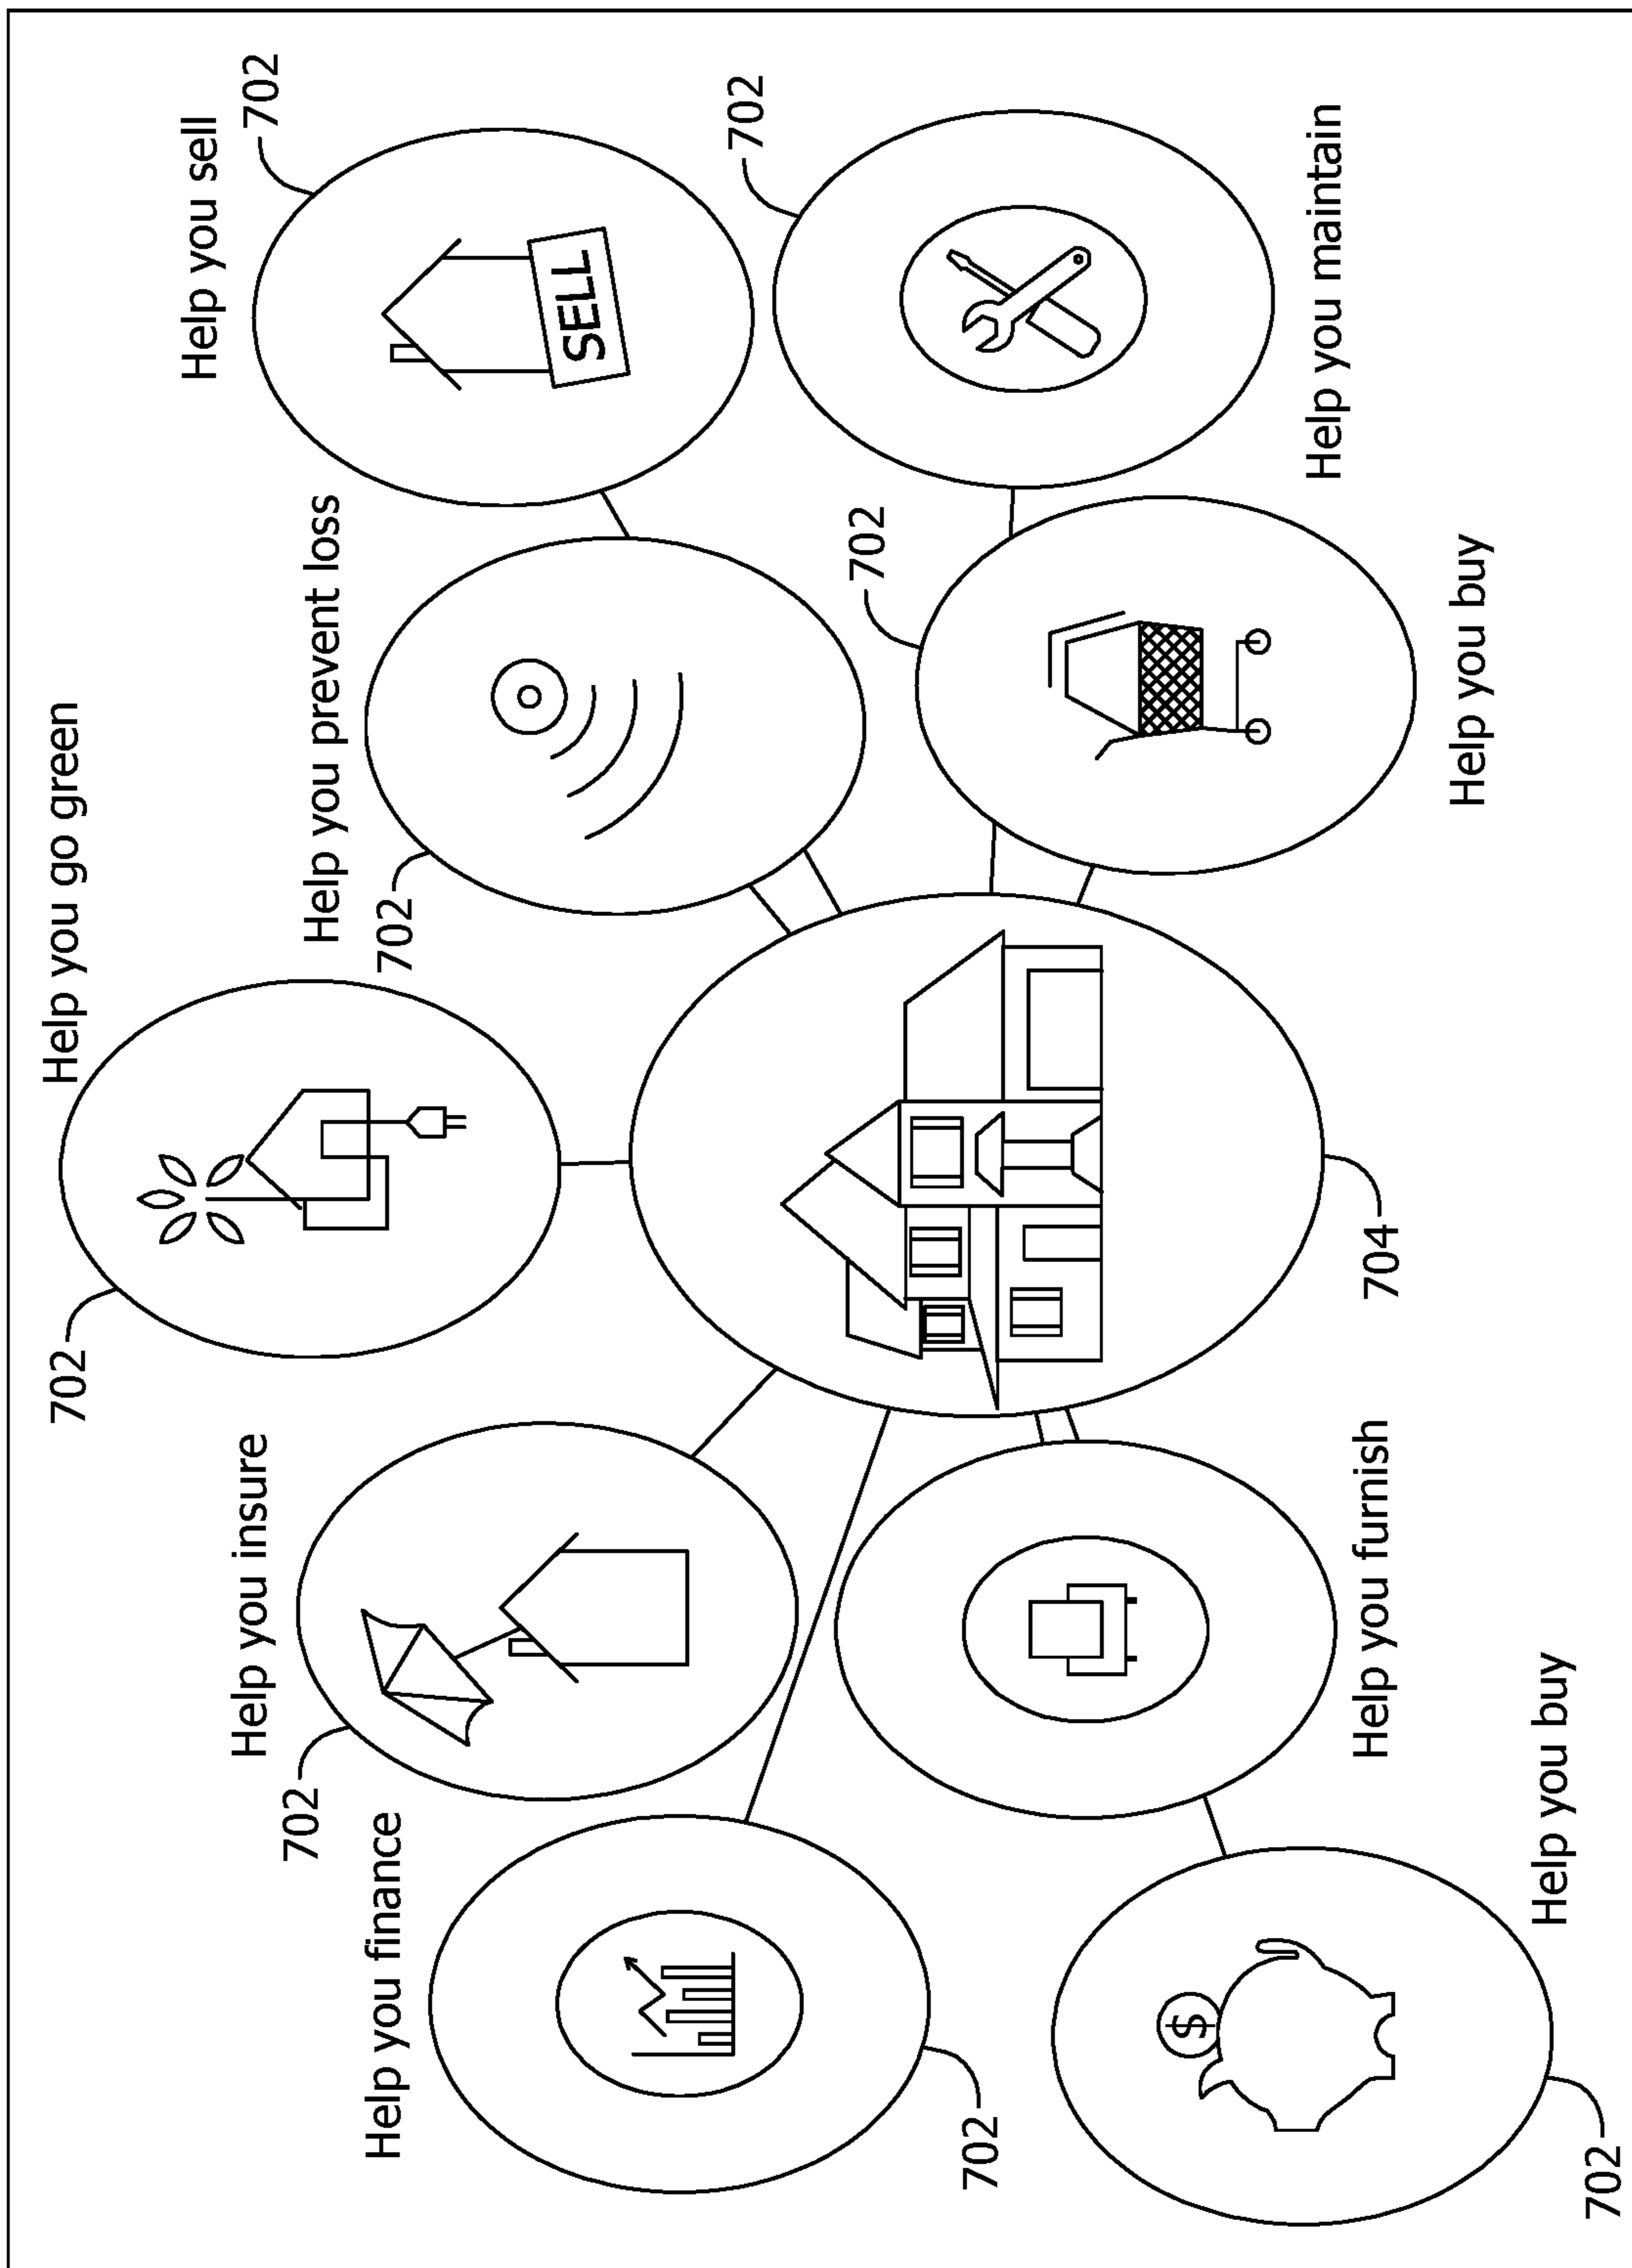 Help you go green
702
Help you sell
702
Help you insure
702
Help you prevent loss
702
Help you finance
SELL
702
702
702
$
Help you maintain
Help you furnish
704
Help you buy
Help you buy
702